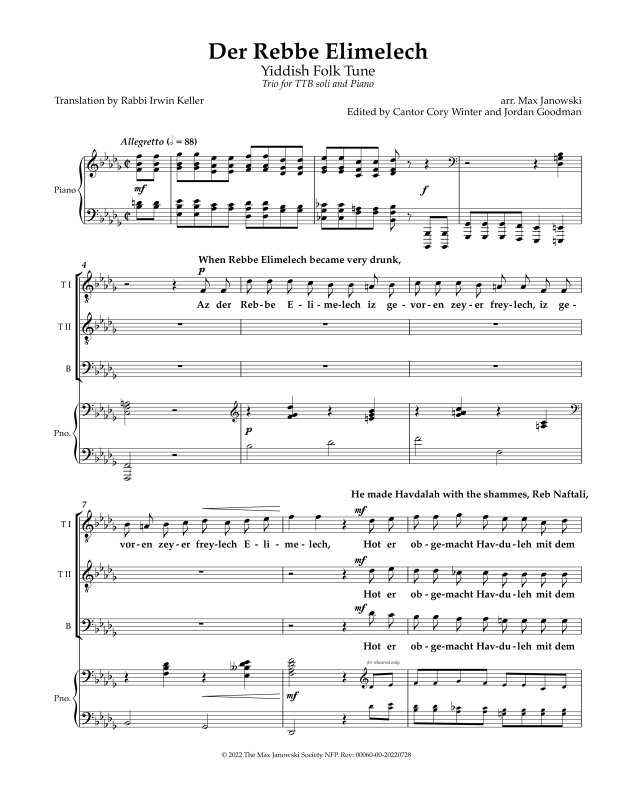 Der Rebbe Elimelech
Yiddish Folk Tune
Trio for TTB soli and Piano
Translation by Rabbi Irwin Keller
arr. Max Janowski
Edited by Cantor Cory Winter and Jordan Goodman
Allegretto (𝅗𝅥 = 88)
Piano
mf
f
4
When Rebbe Elimelech became very drunk,
p
T I
Az der Reb-be E - li - me-lech iz ge - vor-en zey-er frey-lech, iz ge -
T II
B
Pno.
p
7
He made Havdalah with the shammes, Reb Naftali,
mf
T I
vor-en zey-er frey-lech E - li - me - lech, Hot er ob - ge-macht Hav-du-leh mit dem
mf
T II
Hot er ob - ge-macht Hav-du-leh mit dem
mf
B
Hot er ob - ge-macht Hav-du-leh mit dem
for rehearsal only
Pno.
mf
© 2022 The Max Janowski Society NFP. Rev: 00060-00-20220728